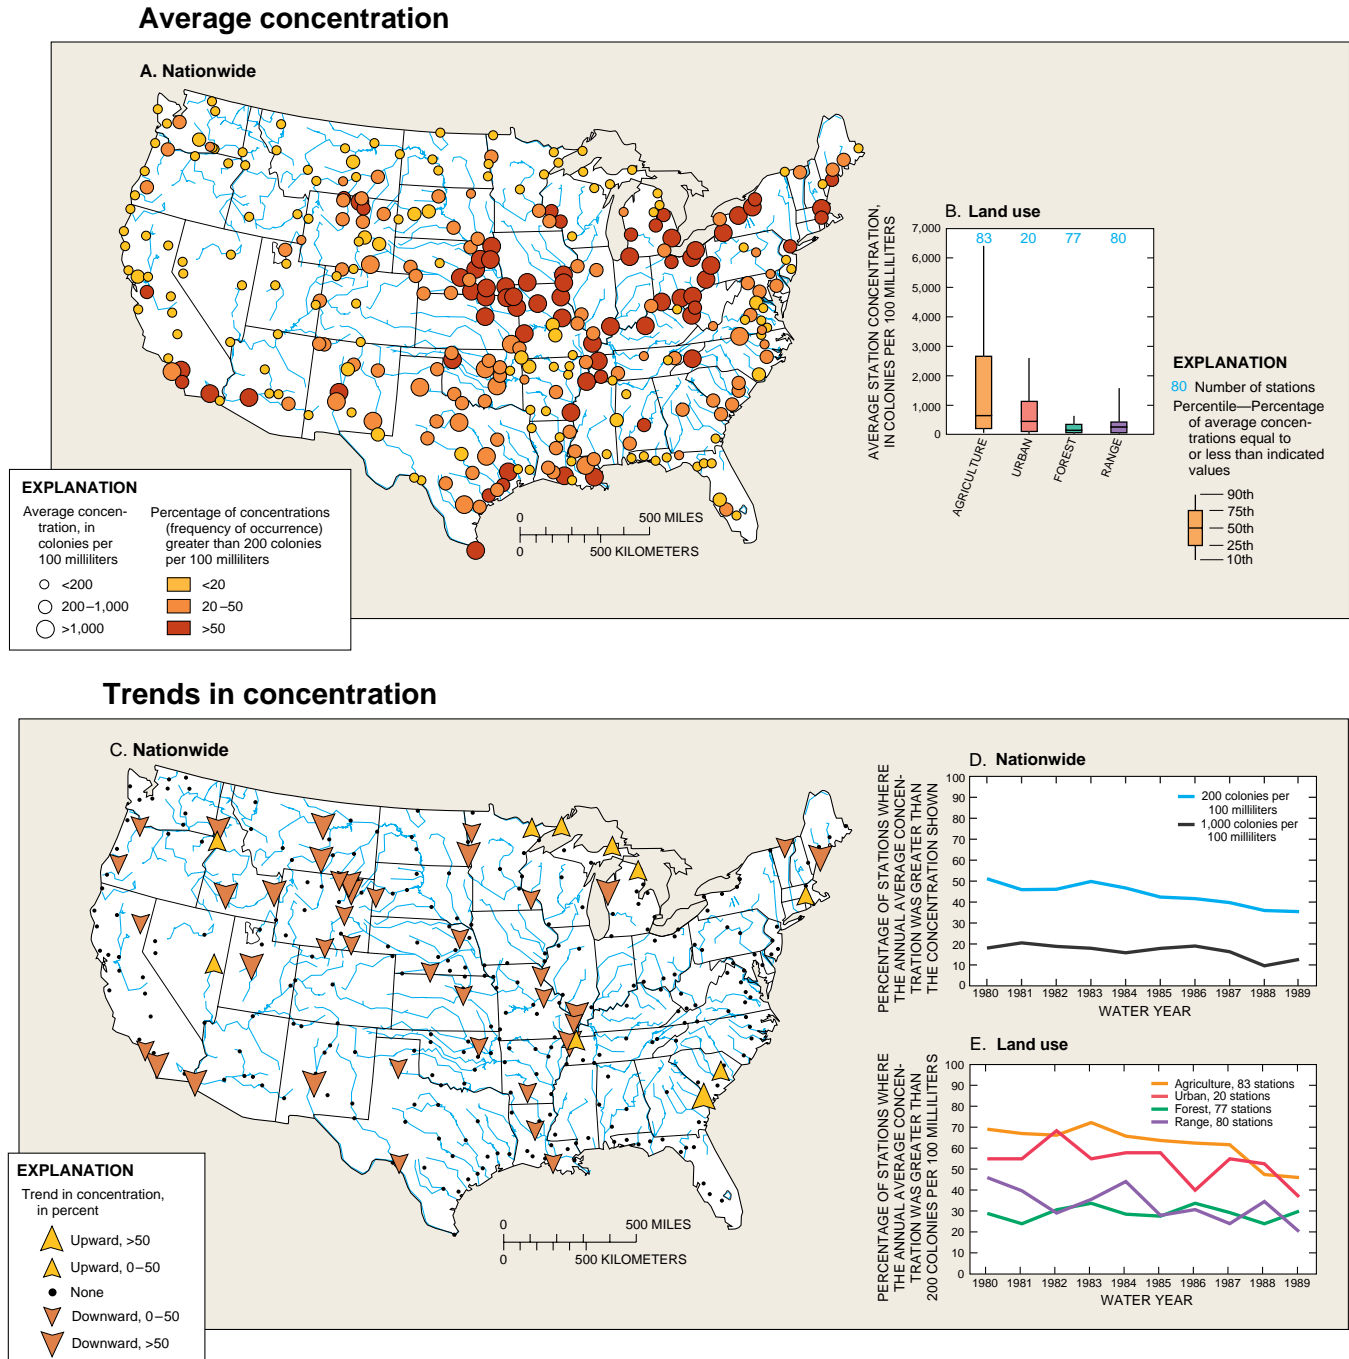 Average concentration
A. Nationwide
EXPLANATION
Average concen-
tration, in
colonies per
100 milliliters
<200
200–1,000
>1,000
Percentage of concentrations
(frequency of occurrence)
greater than 200 colonies
per 100 milliliters
<20
20–50
>50
0 500 MILES
0 500 KILOMETERS
B. Land use
AVERAGE STATION CONCENTRATION,
IN COLONIES PER 100 MILLILITERS
7,000
6,000
5,000
4,000
3,000
2,000
1,000
0
83 20 77 80
AGRICULTURE
URBAN
FOREST
RANGE
EXPLANATION
80 Number of stations
Percentile—Percentage
of average concen-
trations equal to
or less than indicated
values
90th
75th
50th
25th
10th
Trends in concentration
C. Nationwide
EXPLANATION
Trend in concentration,
in percent
Upward, >50
Upward, 0–50
None
Downward, 0–50
Downward, >50
0 500 MILES
0 500 KILOMETERS
D. Nationwide
PERCENTAGE OF STATIONS WHERE
THE ANNUAL AVERAGE CONCEN-
TRATION WAS GREATER THAN
THE CONCENTRATION SHOWN
100
90
80
70
60
50
40
30
20
10
0
200 colonies per
100 milliliters
1,000 colonies per
100 milliliters
1980 1981 1982 1983 1984 1985 1986 1987 1988 1989
WATER YEAR
E. Land use
PERCENTAGE OF STATIONS WHERE
THE ANNUAL AVERAGE CONCEN-
TRATION WAS GREATER THAN
200 COLONIES PER 100 MILLILITERS
100
90
80
70
60
50
40
30
20
10
0
Agriculture, 83 stations
Urban, 20 stations
Forest, 77 stations
Range, 80 stations
1980 1981 1982 1983 1984 1985 1986 1987 1988 1989
WATER YEAR